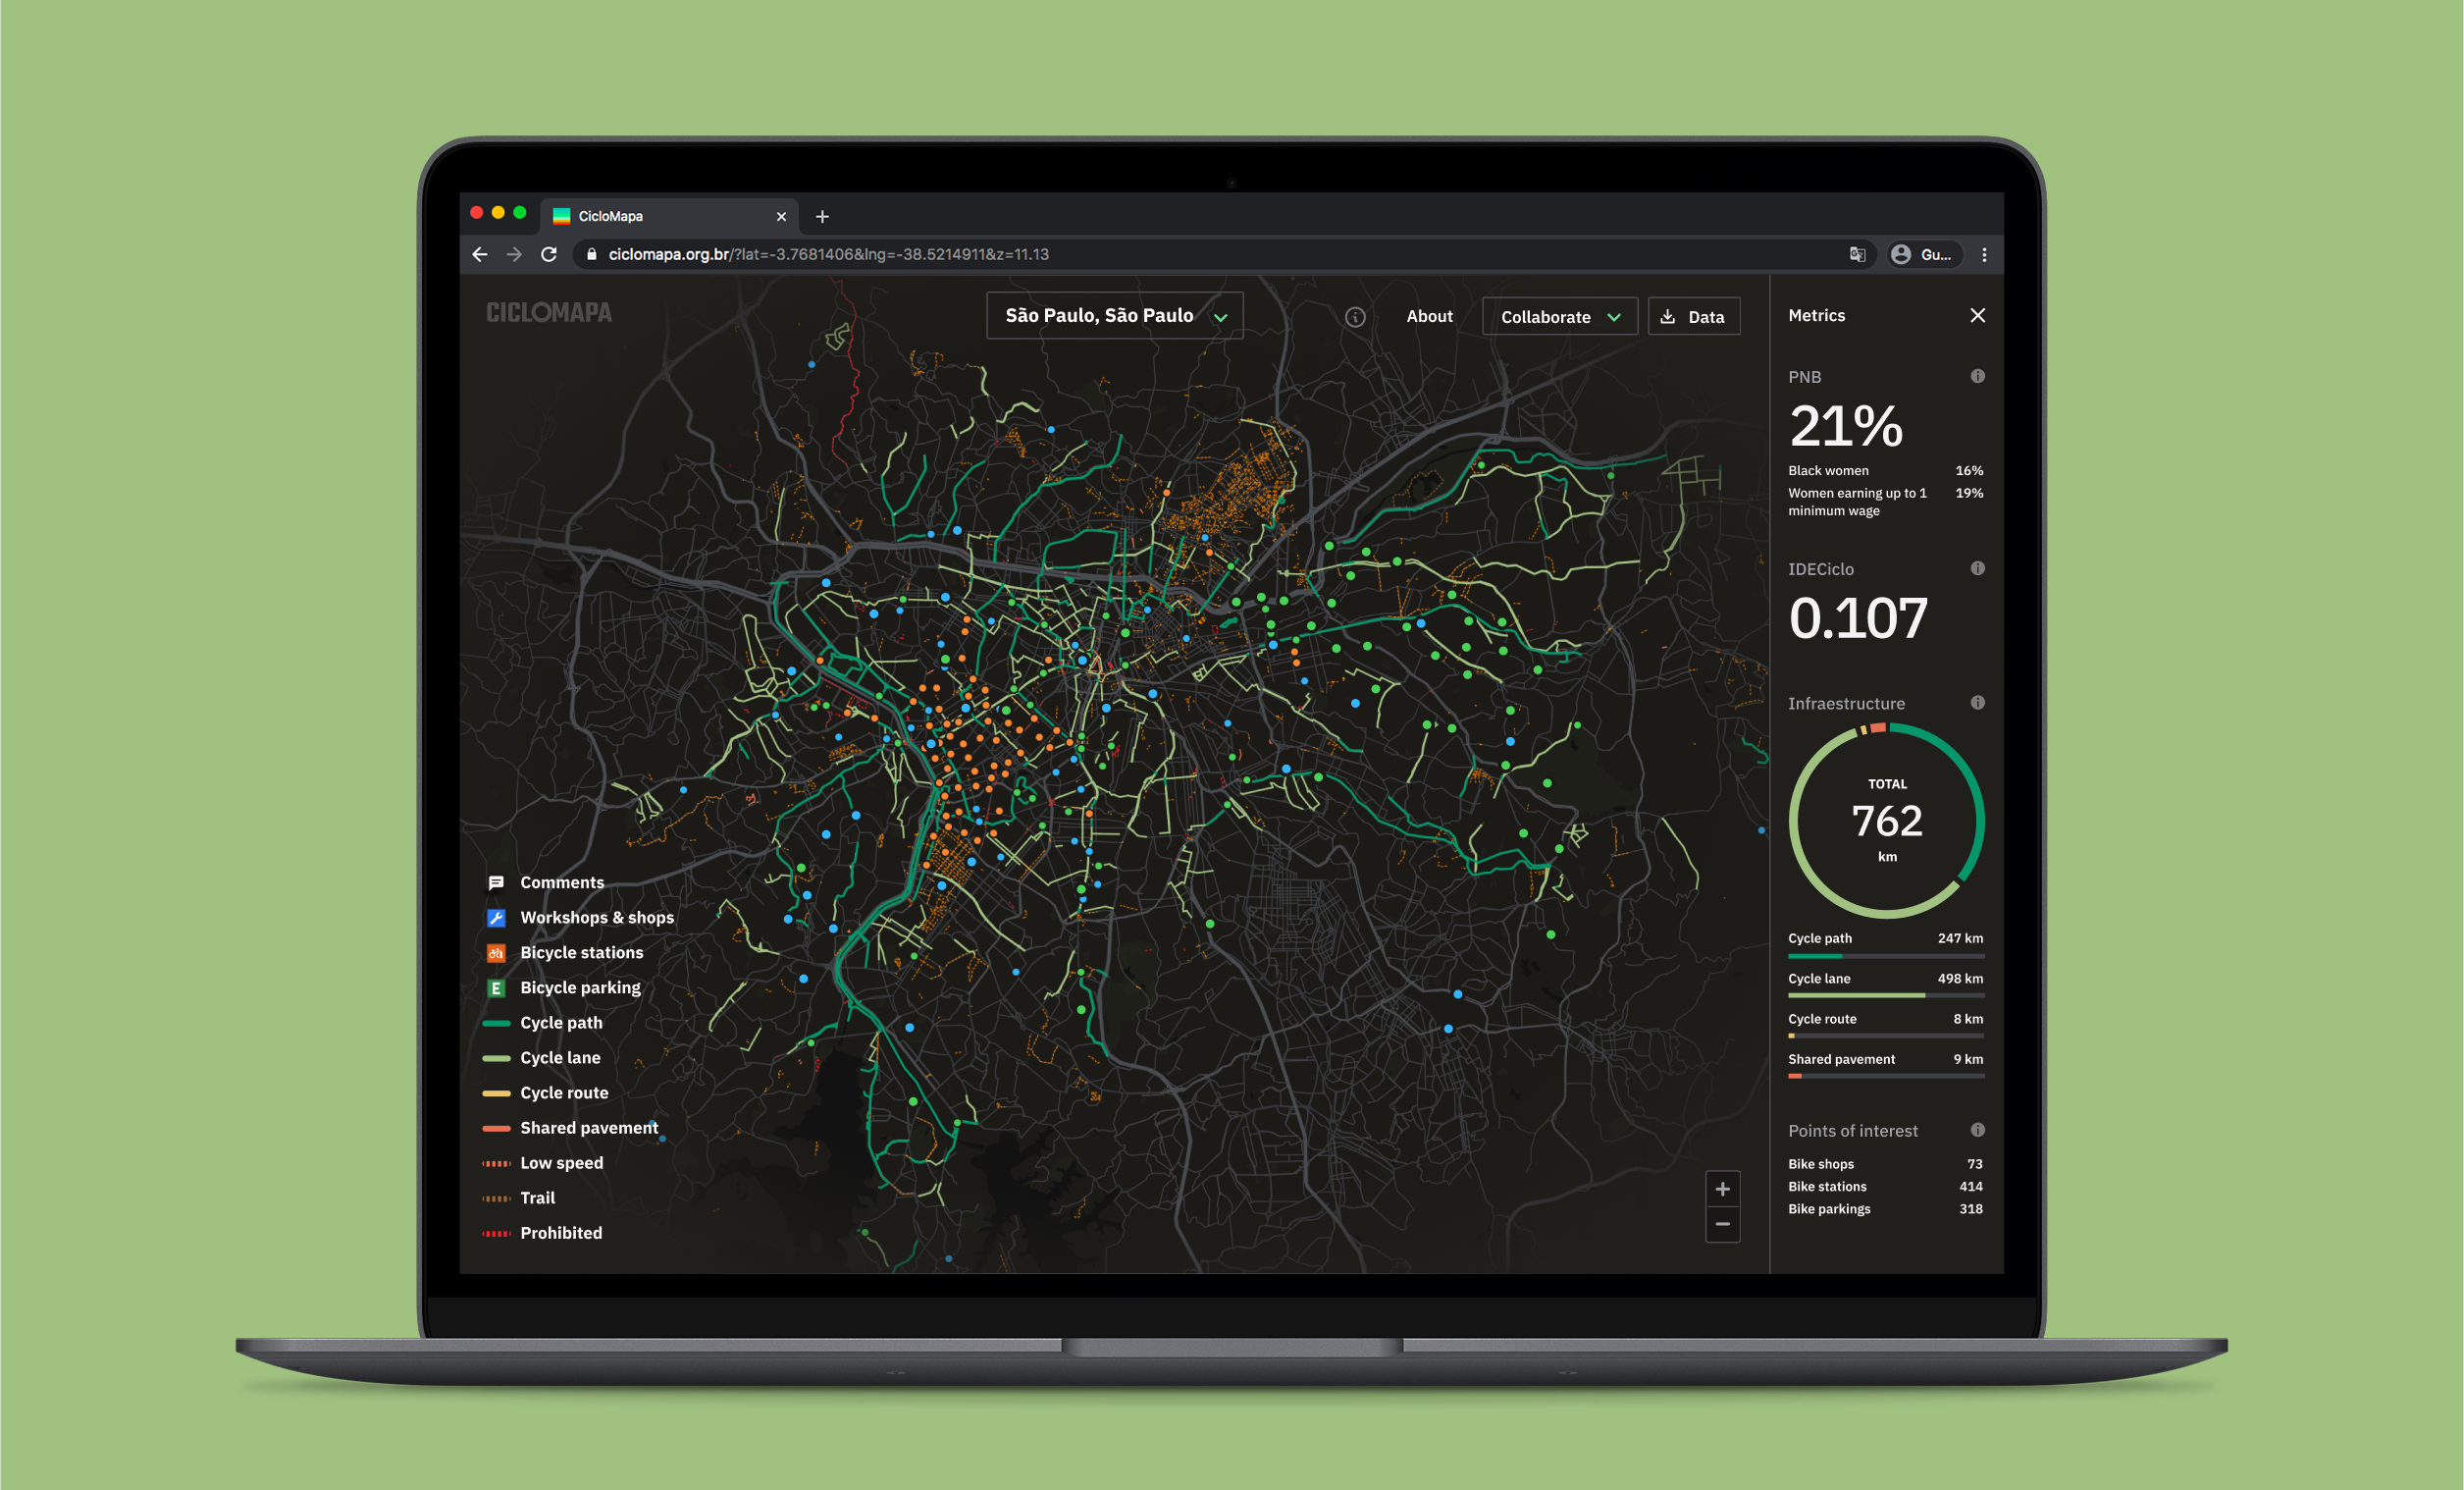 CicloMapa
ciclomapa.org.br/?lat=-3.7681406&lng=-38.5214911&z=11.13
Gu...
CICLOMAPA
São Paulo, São Paulo
About
Collaborate
Data
Metrics
PNB
21%
Black women 16%
Women earning up to 1 19%
minimum wage
IDECiclo
0.107
Infraestructure
TOTAL
762
km
Cycle path 247 km
Cycle lane 498 km
Cycle route 8 km
Shared pavement 9 km
Points of interest
Bike shops 73
Bike stations 414
Bike parkings 318
Comments
Workshops & shops
Bicycle stations
E Bicycle parking
Cycle path
Cycle lane
Cycle route
Shared pavement
Low speed
Trail
Prohibited